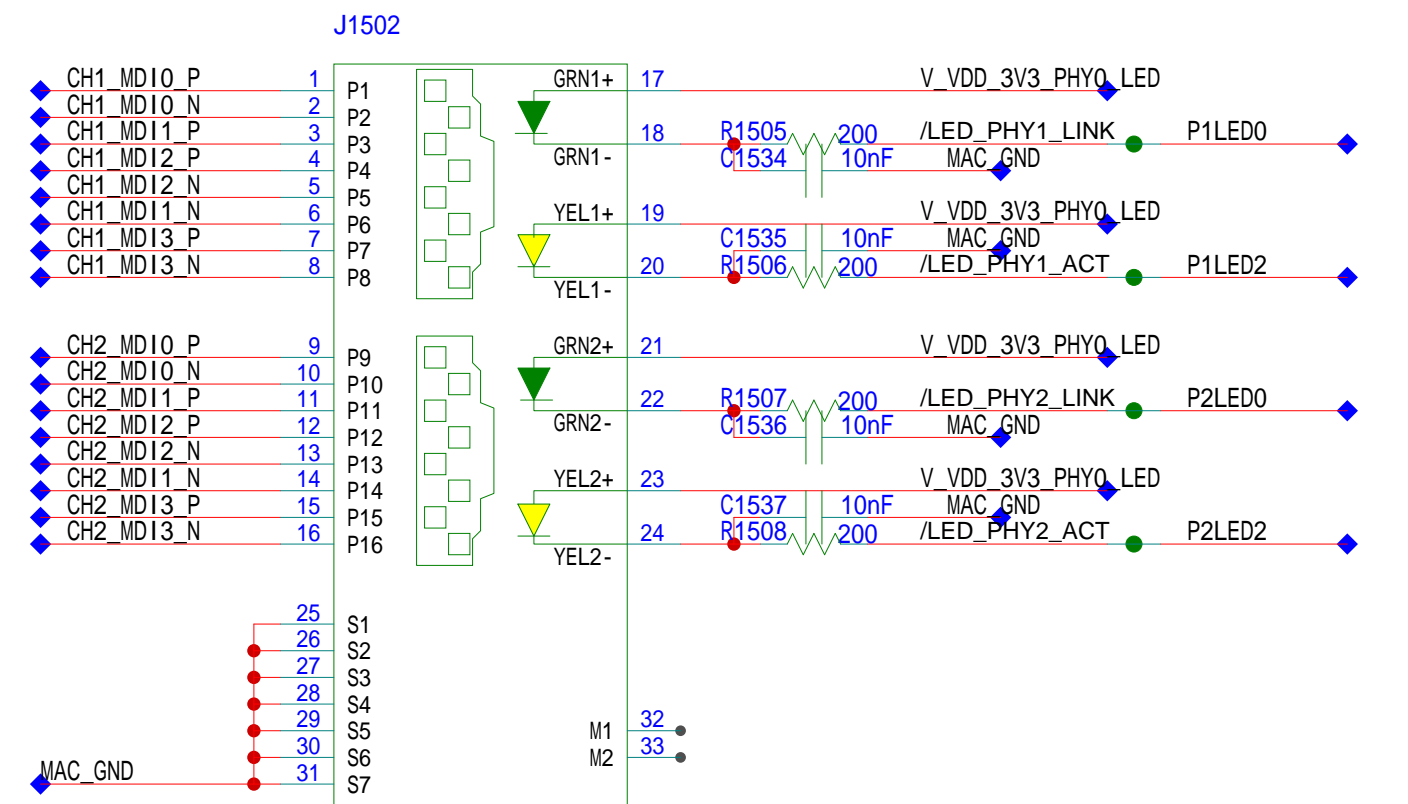 J1502
CH1_MDI0_P 1 P1 GRN1+ 17 V_VDD_3V3_PHY0_LED
CH1_MDI0_N 2 P2
CH1_MDI1_P 3 P3 18 R1505 200 /LED_PHY1_LINK P1LED0
CH1_MDI2_P 4 P4 GRN1- C1534 10nF MAC_GND
CH1_MDI2_N 5 P5
CH1_MDI1_N 6 P6 YEL1+ 19 V_VDD_3V3_PHY0_LED
CH1_MDI3_P 7 P7 C1535 10nF MAC_GND
CH1_MDI3_N 8 P8 20 R1506 200 /LED_PHY1_ACT P1LED2
YEL1-
CH2_MDI0_P 9 P9 GRN2+ 21 V_VDD_3V3_PHY0_LED
CH2_MDI0_N 10 P10
CH2_MDI1_P 11 P11 22 R1507 200 /LED_PHY2_LINK P2LED0
CH2_MDI2_P 12 P12 GRN2- C1536 10nF MAC_GND
CH2_MDI2_N 13 P13
CH2_MDI1_N 14 P14 YEL2+ 23 V_VDD_3V3_PHY0_LED
CH2_MDI3_P 15 P15 C1537 10nF MAC_GND
CH2_MDI3_N 16 P16 24 R1508 200 /LED_PHY2_ACT P2LED2
YEL2-
25 S1
26 S2
27 S3
28 S4
29 S5 M1 32
30 S6 M2 33
MAC_GND 31 S7